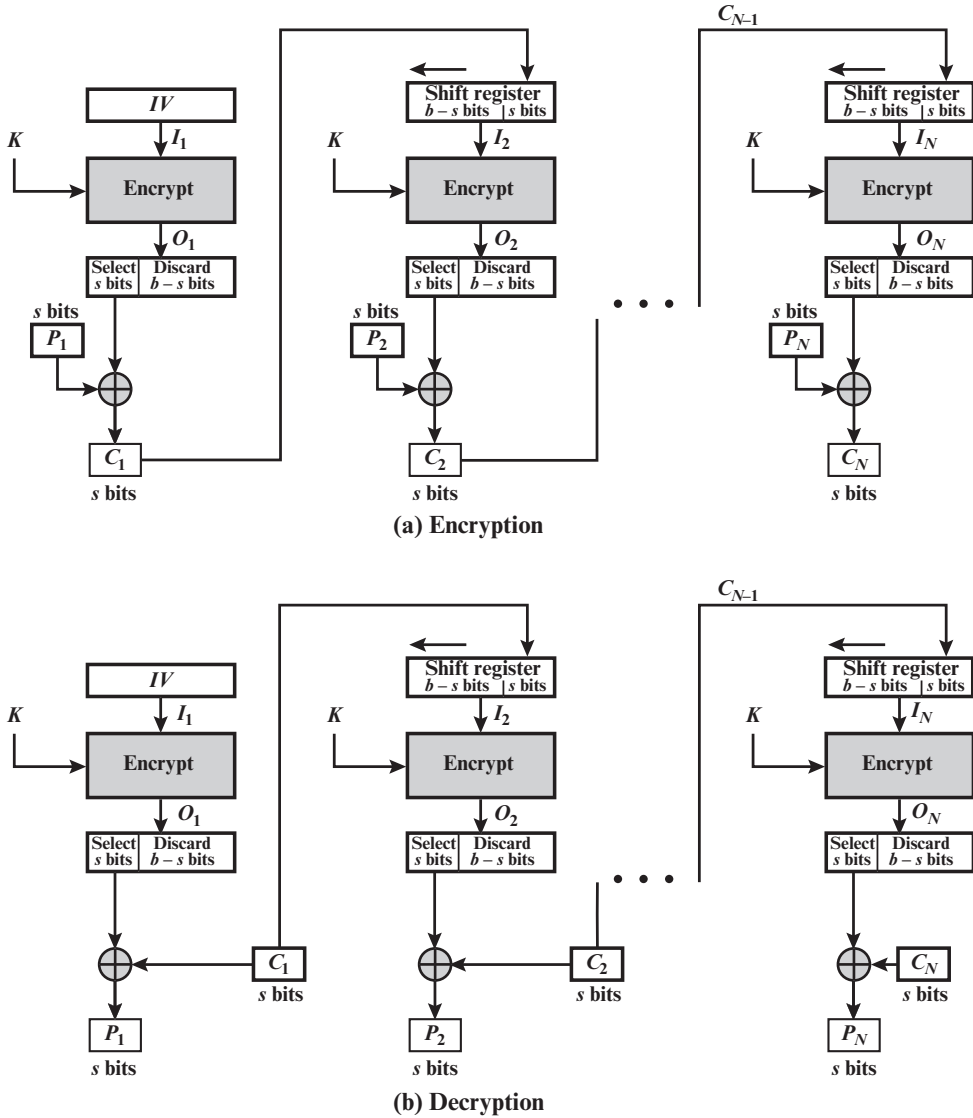 C_{N–1}
Shift register
b – s bits | s bits
Shift register
b – s bits | s bits
IV
K
I_1
K
I_2
K
I_N
Encrypt
Encrypt
Encrypt
O_1
O_2
O_N
Select
s bits
Discard
b – s bits
Select
s bits
Discard
b – s bits
Select
s bits
Discard
b – s bits
s bits
P_1
s bits
P_2
s bits
P_N
C_1
s bits
C_2
s bits
C_N
s bits
(a) Encryption
C_{N–1}
Shift register
b – s bits | s bits
Shift register
b – s bits | s bits
IV
K
I_1
K
I_2
K
I_N
Encrypt
Encrypt
Encrypt
O_1
O_2
O_N
Select
s bits
Discard
b – s bits
Select
s bits
Discard
b – s bits
Select
s bits
Discard
b – s bits
C_1
s bits
C_2
s bits
C_N
s bits
P_1
s bits
P_2
s bits
P_N
s bits
(b) Decryption